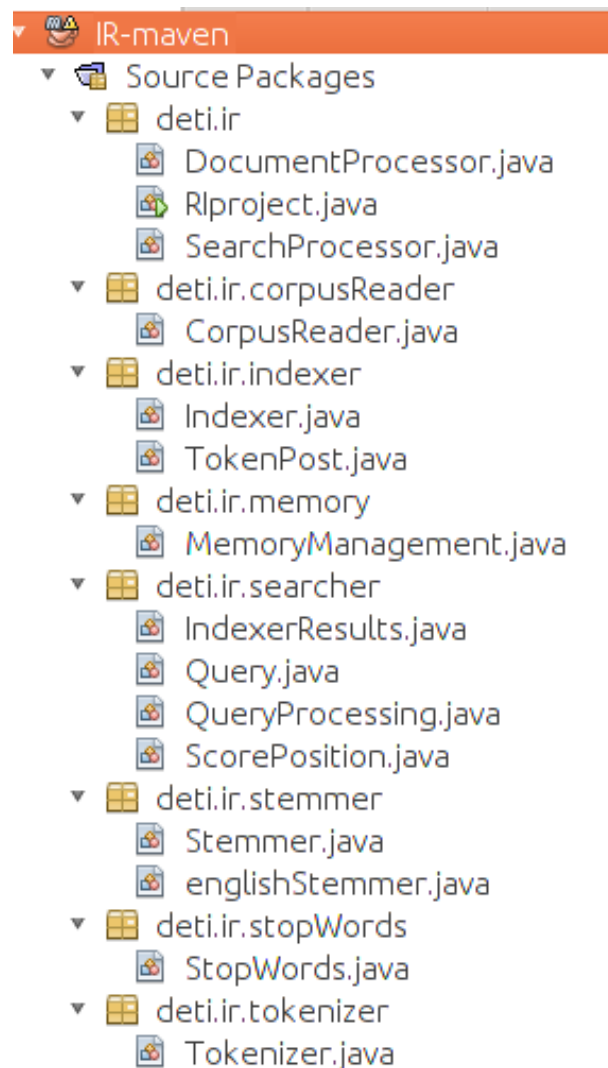 IR-maven
Source Packages
deti.ir
DocumentProcessor.java
RIproject.java
SearchProcessor.java
deti.ir.corpusReader
CorpusReader.java
deti.ir.indexer
Indexer.java
TokenPost.java
deti.ir.memory
MemoryManagement.java
deti.ir.searcher
IndexerResults.java
Query.java
QueryProcessing.java
ScorePosition.java
deti.ir.stemmer
Stemmer.java
englishStemmer.java
deti.ir.stopWords
StopWords.java
deti.ir.tokenizer
Tokenizer.java